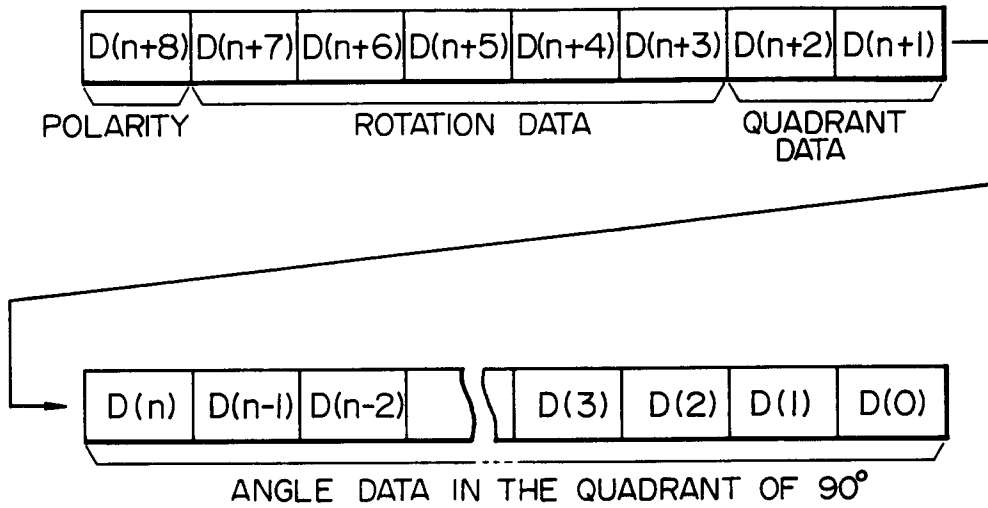 D(n+8) D(n+7) D(n+6) D(n+5) D(n+4) D(n+3) D(n+2) D(n+1)
POLARITY ROTATION DATA QUADRANT
DATA
D(n) D(n-1) D(n-2) D(3) D(2) D(1) D(0)
ANGLE DATA IN THE QUADRANT OF 90°